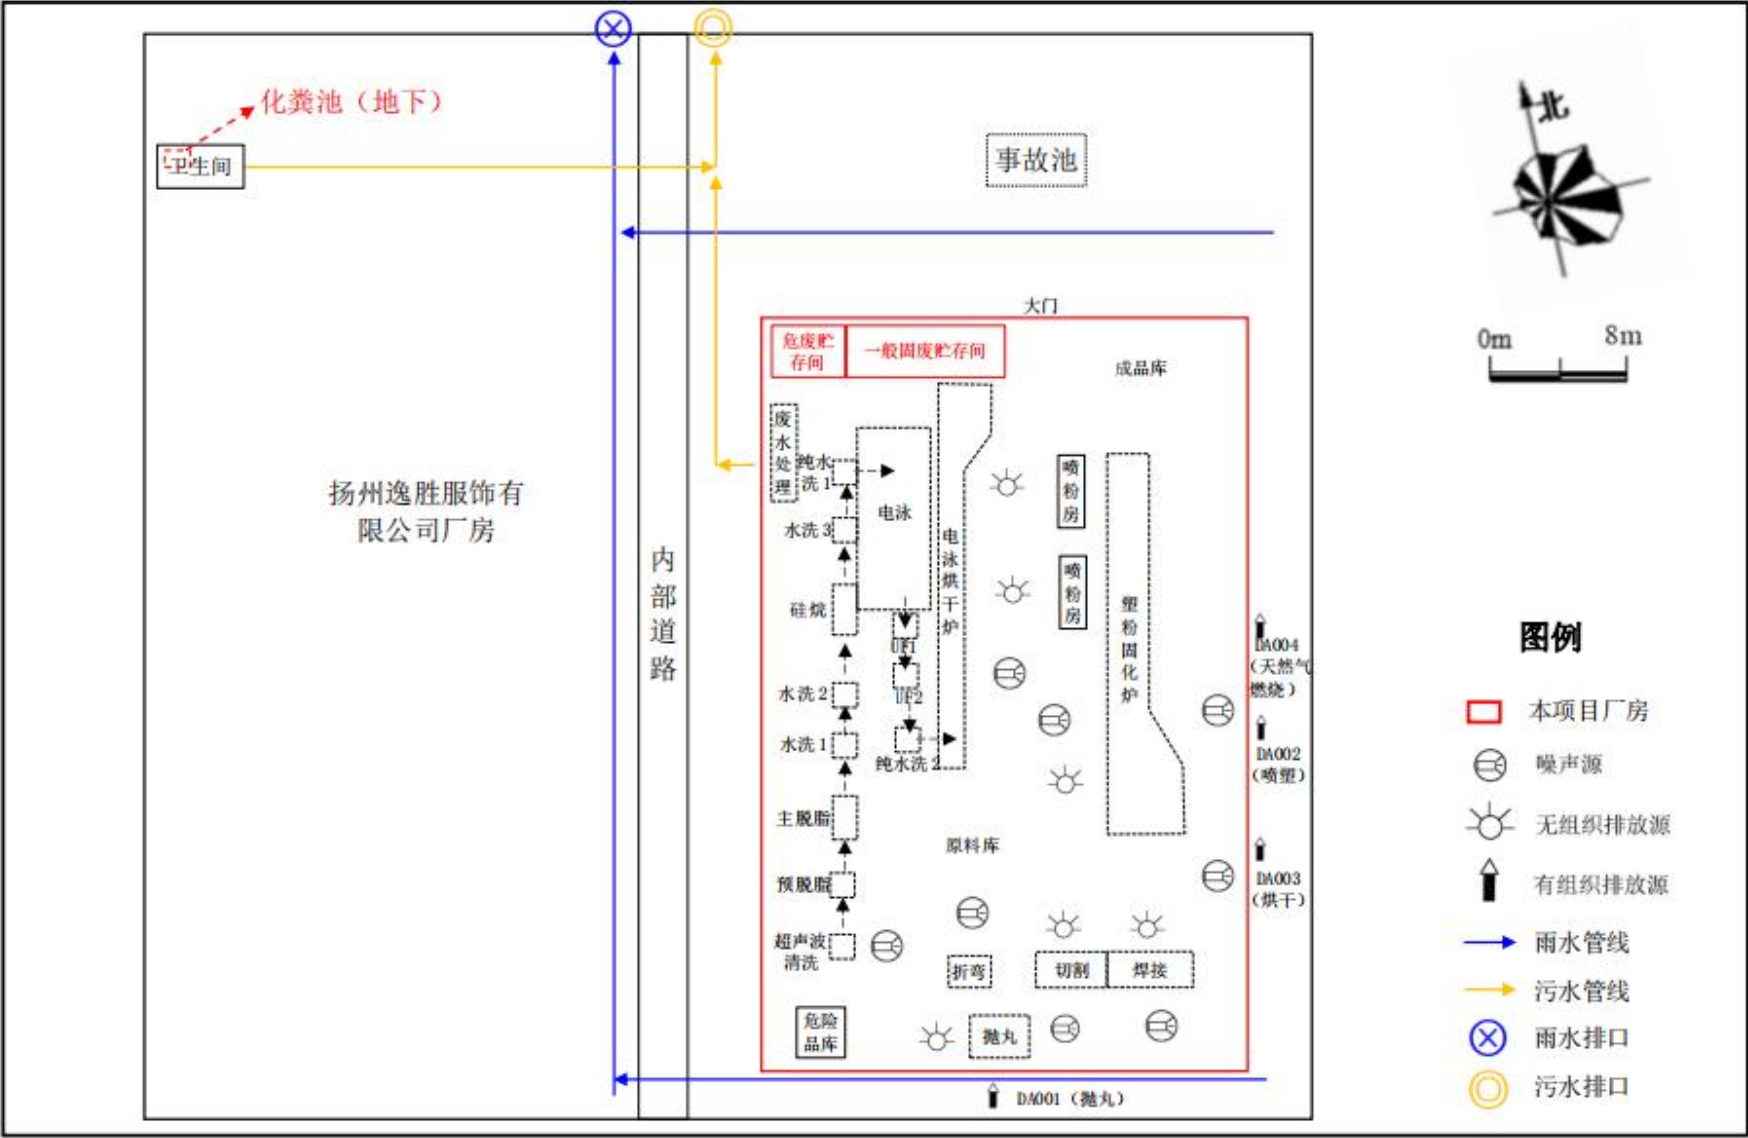 化粪池（地下）
卫生间
事故池
北
0m
8m
大门
危废贮
存间
一般固废贮存间
成品库
废
水
处
理
纯水
洗1
电泳
水洗3
硅烷
UF1
UF2
水洗2
水洗1
纯水洗2
主脱脂
预脱脂
超声波
清洗
电
泳
烘
干
炉
喷
粉
房
喷
粉
房
塑
粉
固
化
炉
原料库
折弯
切割
焊接
危险
品库
抛丸
DA004
（天然气
燃烧）
DA002
（喷塑）
DA003
（烘干）
DA001（抛丸）
扬州逸胜服饰有
限公司厂房
内
部
道
路
图例
本项目厂房
噪声源
无组织排放源
有组织排放源
雨水管线
污水管线
雨水排口
污水排口